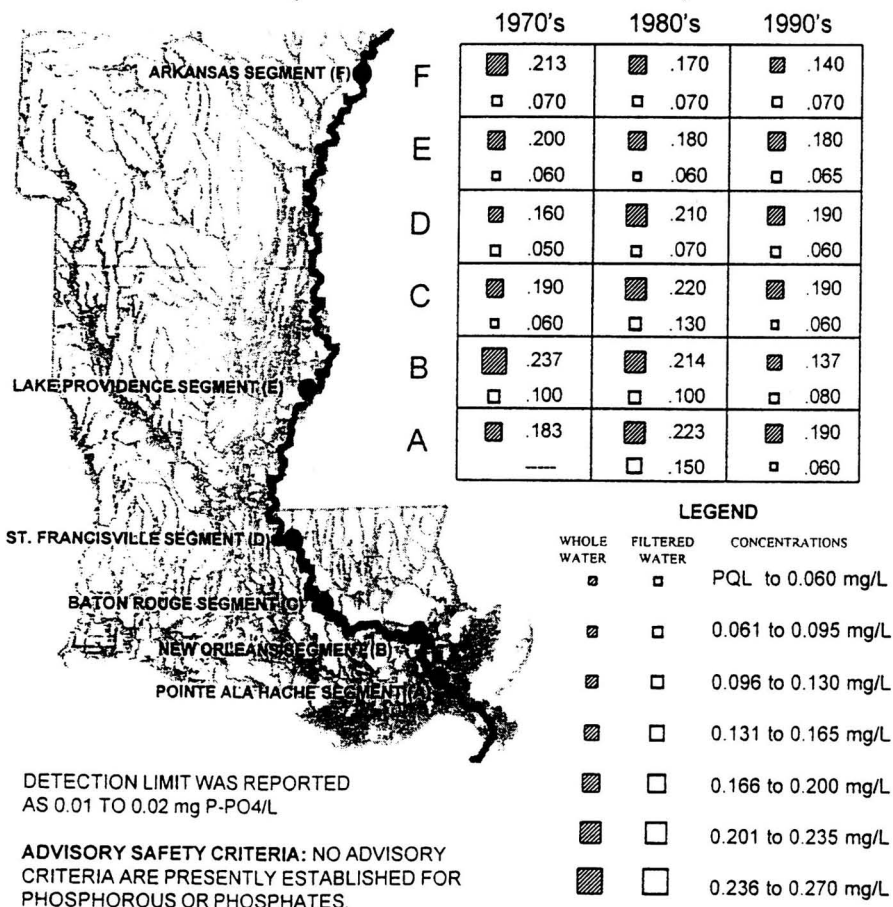 1970's 1980's 1990's
ARKANSAS SEGMENT (F)
F .213 .170 .140
.070 .070 .070
E .200 .180 .180
.060 .060 .065
D .160 .210 .190
.050 .070 .060
C .190 .220 .190
.060 .130 .060
B .237 .214 .137
.100 .100 .080
A .183 .223 .190
---- .150 .060
LAKE PROVIDENCE SEGMENT (E)
ST. FRANCISVILLE SEGMENT (D)
BATON ROUGE SEGMENT (C)
NEW ORLEANS SEGMENT (B)
POINTE ALA HACHE SEGMENT (A)
LEGEND
WHOLE WATER FILTERED WATER CONCENTRATIONS
PQL to 0.060 mg/L
0.061 to 0.095 mg/L
0.096 to 0.130 mg/L
0.131 to 0.165 mg/L
0.166 to 0.200 mg/L
0.201 to 0.235 mg/L
0.236 to 0.270 mg/L
DETECTION LIMIT WAS REPORTED
AS 0.01 TO 0.02 mg P-PO4/L
ADVISORY SAFETY CRITERIA: NO ADVISORY
CRITERIA ARE PRESENTLY ESTABLISHED FOR
PHOSPHOROUS OR PHOSPHATES.